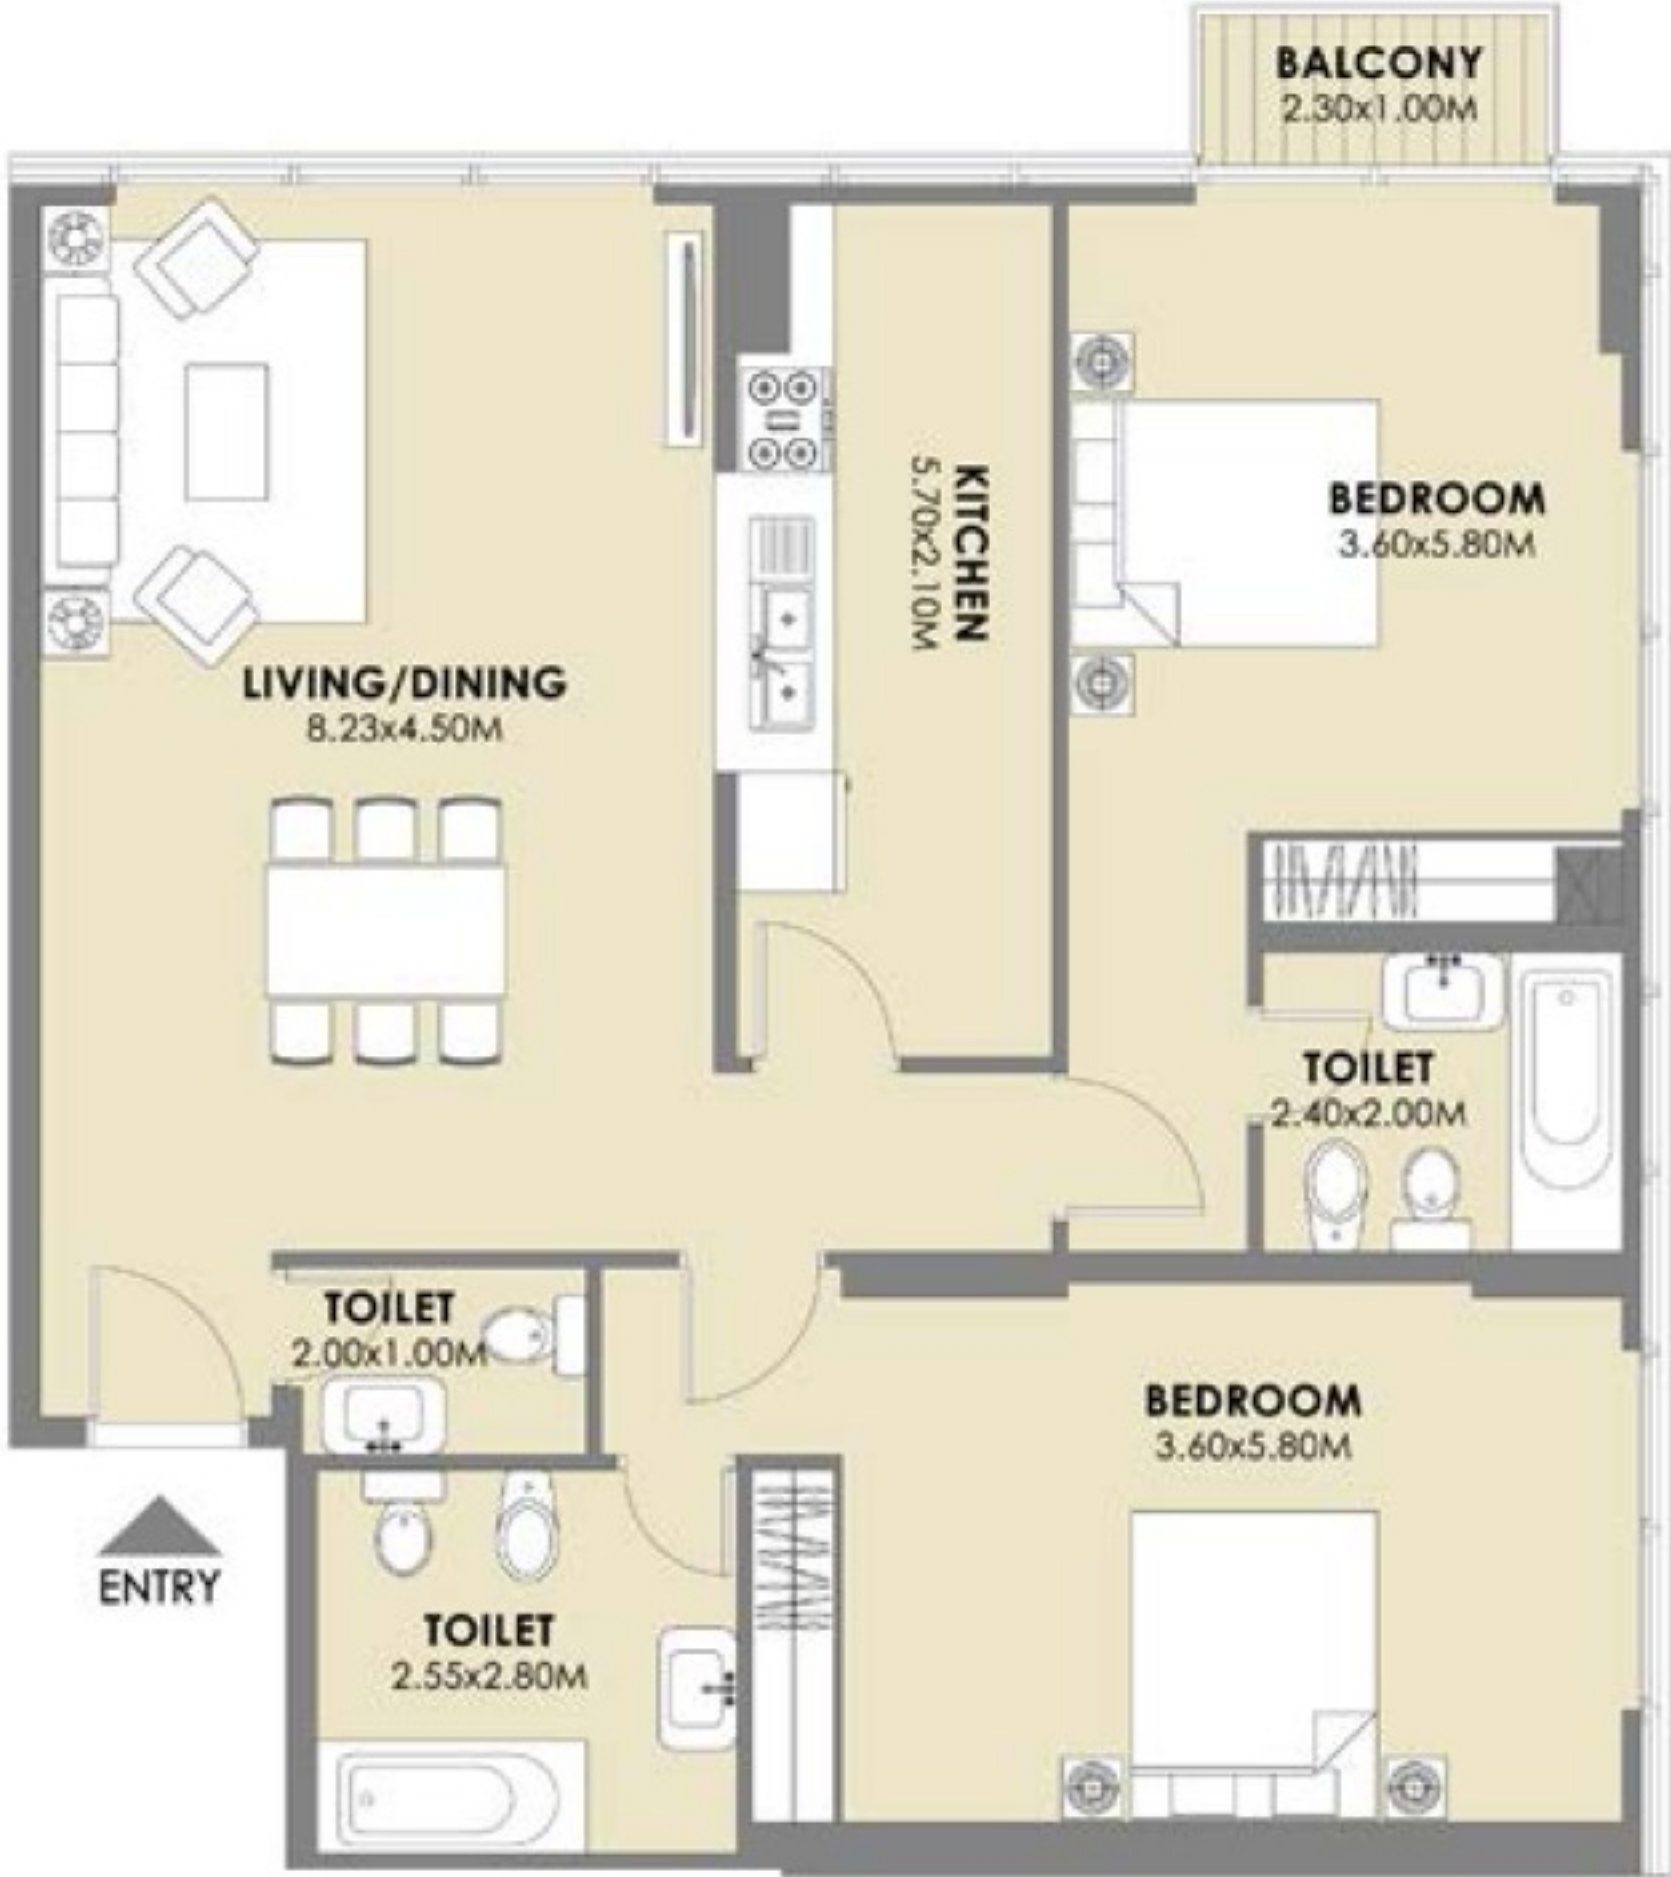 BALCONY
2.30x1.00M
KITCHEN
5.70x2.10M
BEDROOM
3.60x5.80M
LIVING/DINING
8.23x4.50M
TOILET
2.40x2.00M
TOILET
2.00x1.00M
BEDROOM
3.60x5.80M
ENTRY
TOILET
2.55x2.80M